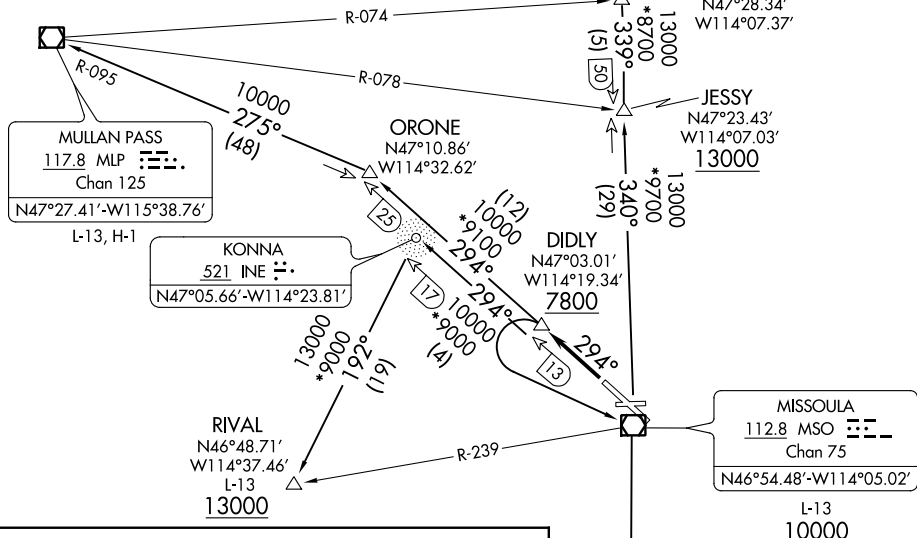 R-074
N47°28.34′
W114°07.37′
13000
*8700
339°
(5)
50
R-095
R-078
JESSY
N47°23.43′
W114°07.03′
13000
10000
275°
(48)
ORONE
N47°10.86′
W114°32.62′
MULLAN PASS
117.8 MLP
Chan 125
N47°27.41′-W115°38.76′
L-13, H-1
13000
*9700
340°
(29)
25
(12)
10000
*9100
294°
KONNA
521 INE
N47°05.66′-W114°23.81′
DIDLY
N47°03.01′
W114°19.34′
7800
17
294°
10000
*9000
(4)
13
294°
13000
*9000
192°
(19)
RIVAL
N46°48.71′
W114°37.46′
L-13
13000
R-239
MISSOULA
112.8 MSO
Chan 75
N46°54.48′-W114°05.02′
L-13
10000